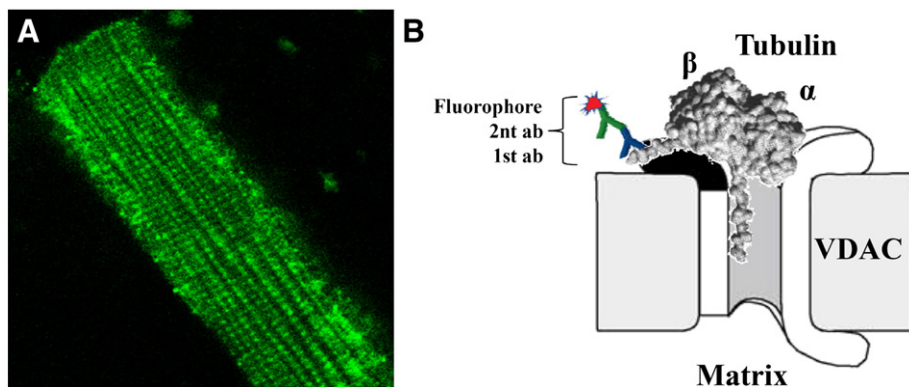 A
B
Tubulin
β
α
Fluorophore
2nt ab
1st ab
VDAC
Matrix